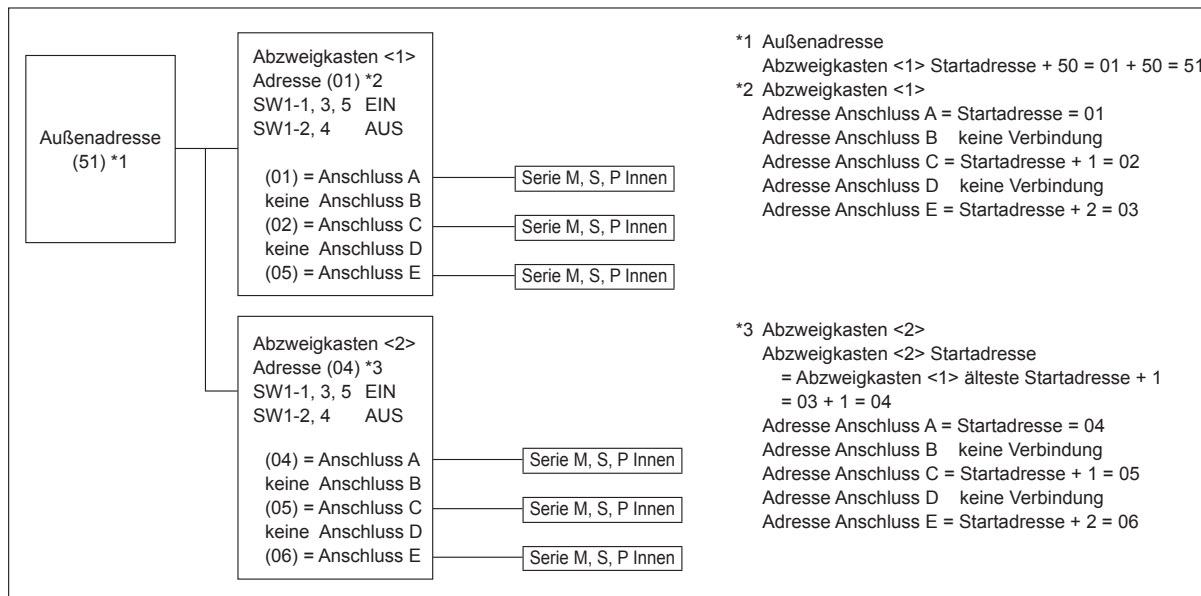 Außenadresse
(51) *1
Abzweigkasten <1>
Adresse (01) *2
SW1-1, 3, 5 EIN
SW1-2, 4 AUS
(01) = Anschluss A
keine Anschluss B
(02) = Anschluss C
keine Anschluss D
(05) = Anschluss E
Serie M, S, P Innen
Serie M, S, P Innen
Serie M, S, P Innen
Abzweigkasten <2>
Adresse (04) *3
SW1-1, 3, 5 EIN
SW1-2, 4 AUS
(04) = Anschluss A
keine Anschluss B
(05) = Anschluss C
keine Anschluss D
(06) = Anschluss E
Serie M, S, P Innen
Serie M, S, P Innen
Serie M, S, P Innen
*1 Außenadresse
Abzweigkasten <1> Startadresse + 50 = 01 + 50 = 51
*2 Abzweigkasten <1>
Adresse Anschluss A = Startadresse = 01
Adresse Anschluss B keine Verbindung
Adresse Anschluss C = Startadresse + 1 = 02
Adresse Anschluss D keine Verbindung
Adresse Anschluss E = Startadresse + 2 = 03
*3 Abzweigkasten <2>
Abzweigkasten <2> Startadresse
= Abzweigkasten <1> älteste Startadresse + 1
= 03 + 1 = 04
Adresse Anschluss A = Startadresse = 04
Adresse Anschluss B keine Verbindung
Adresse Anschluss C = Startadresse + 1 = 05
Adresse Anschluss D keine Verbindung
Adresse Anschluss E = Startadresse + 2 = 06